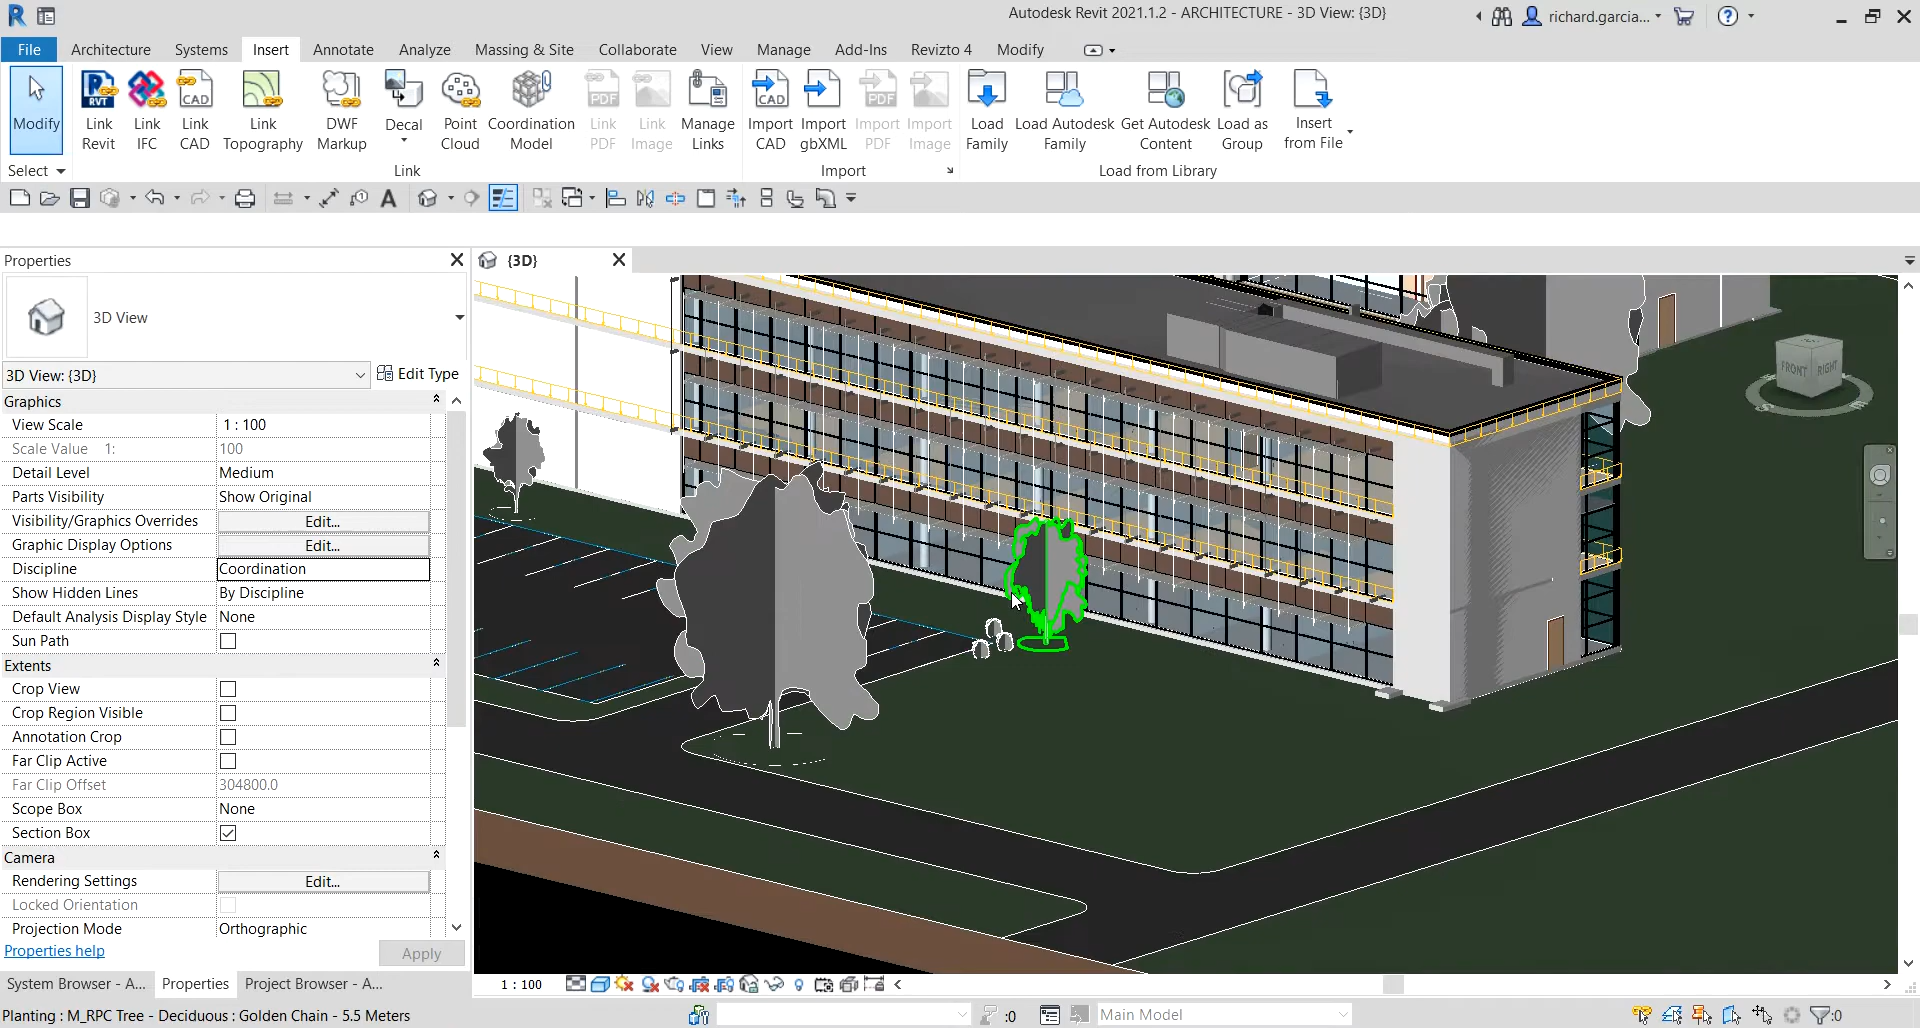 Autodesk Revit 2021.1.2 - ARCHITECTURE - 3D View: {3D}
richard.garcia...
File Architecture Systems Insert Annotate Analyze Massing & Site Collaborate View Manage Add-Ins Revizto 4 Modify
Modify
Link Revit
Link IFC
Link CAD
Link Topography
DWF Markup
Decal
Point Cloud
Coordination Model
Link PDF
Link Image
Manage Links
Import CAD
Import gbXML
Import PDF
Import Image
Load Family
Load Autodesk Family
Get Autodesk Content
Load as Group
Insert from File
Select Link Import Load from Library
Properties
{3D}
3D View
3D View: {3D} Edit Type
Graphics
View Scale 1 : 100
Scale Value 1: 100
Detail Level Medium
Parts Visibility Show Original
Visibility/Graphics Overrides Edit...
Graphic Display Options Edit...
Discipline Coordination
Show Hidden Lines By Discipline
Default Analysis Display Style None
Sun Path
Extents
Crop View
Crop Region Visible
Annotation Crop
Far Clip Active
Far Clip Offset 304800.0
Scope Box None
Section Box
Camera
Rendering Settings Edit...
Locked Orientation
Projection Mode Orthographic
Properties help Apply
FRONT RIGHT
System Browser - A... Properties Project Browser - A...
1 : 100
Planting : M_RPC Tree - Deciduous : Golden Chain - 5.5 Meters
:0
Main Model
:0